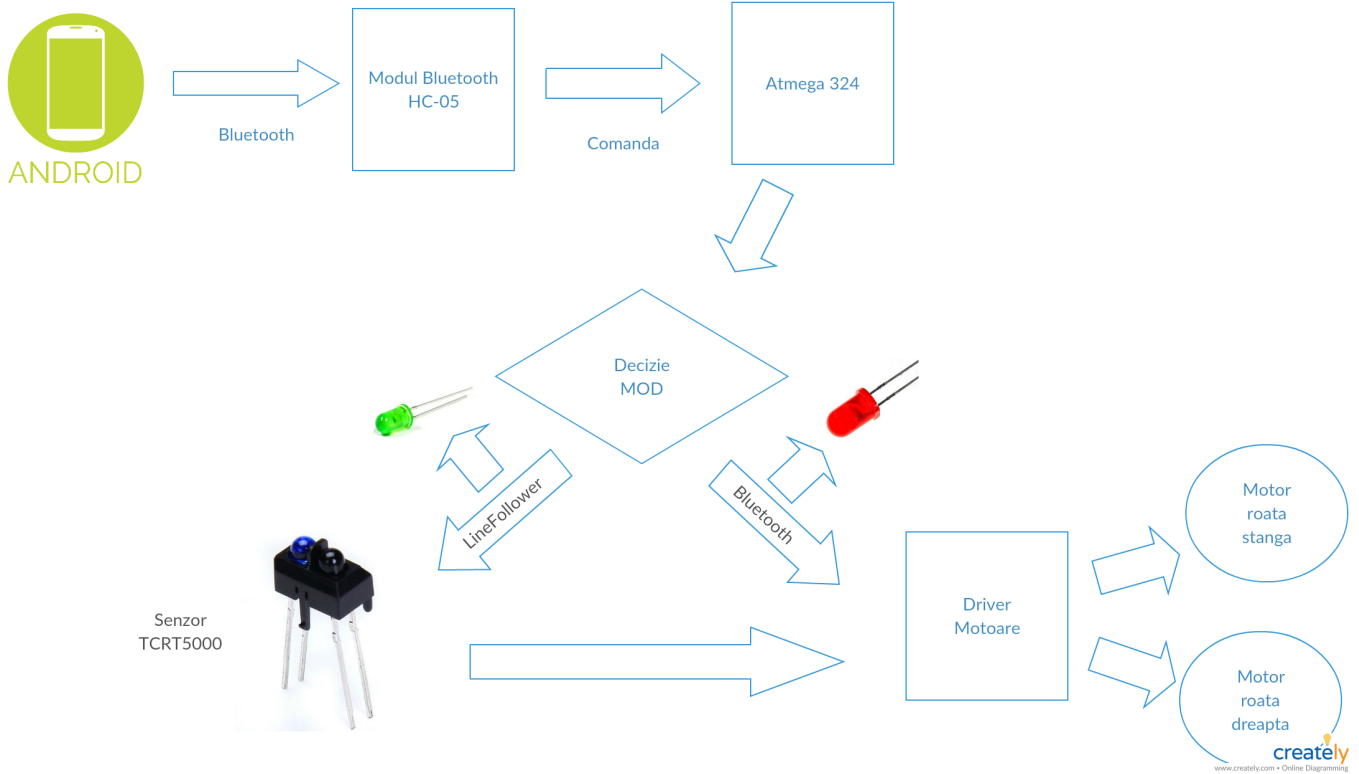 ANDROID
Bluetooth
Modul Bluetooth
HC-05
Comanda
Atmega 324
Decizie
MOD
LineFollower
Bluetooth
Senzor
TCRT5000
Driver
Motoare
Motor
roata
stanga
Motor
roata
dreapta
creately
www.creately.com • Online Diagramming